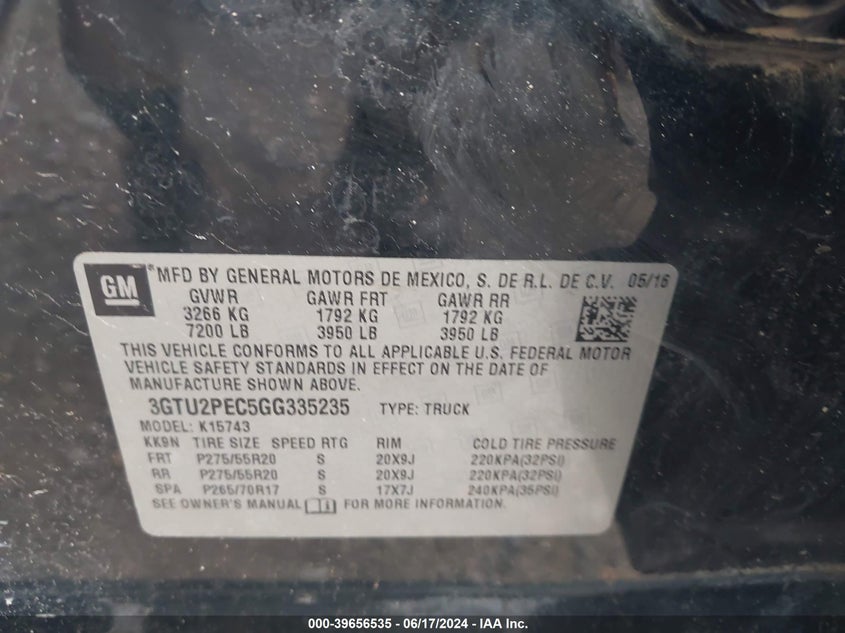 GM ® MFD BY GENERAL MOTORS DE MEXICO, S. DE R.L. DE C.V. 05/16
GVWR GAWR FRT GAWR RR
3266 KG 1792 KG 1792 KG
7200 LB 3950 LB 3950 LB
THIS VEHICLE CONFORMS TO ALL APPLICABLE U.S. FEDERAL MOTOR
VEHICLE SAFETY STANDARDS IN EFFECT ON THE DATE OF
MANUFACTURE SHOWN ABOVE.
3GTU2PEC5GG335235 TYPE: TRUCK
MODEL: K15743
KK9N TIRE SIZE SPEED RTG RIM COLD TIRE PRESSURE
FRT P275/55R20 S 20X9J 220KPA(32PSI)
RR P275/55R20 S 20X9J 220KPA(32PSI)
SPA P265/70R17 S 17X7J 240KPA(35PSI)
SEE OWNER'S MANUAL FOR MORE INFORMATION.
000-39656535 - 06/17/2024 - IAA Inc.